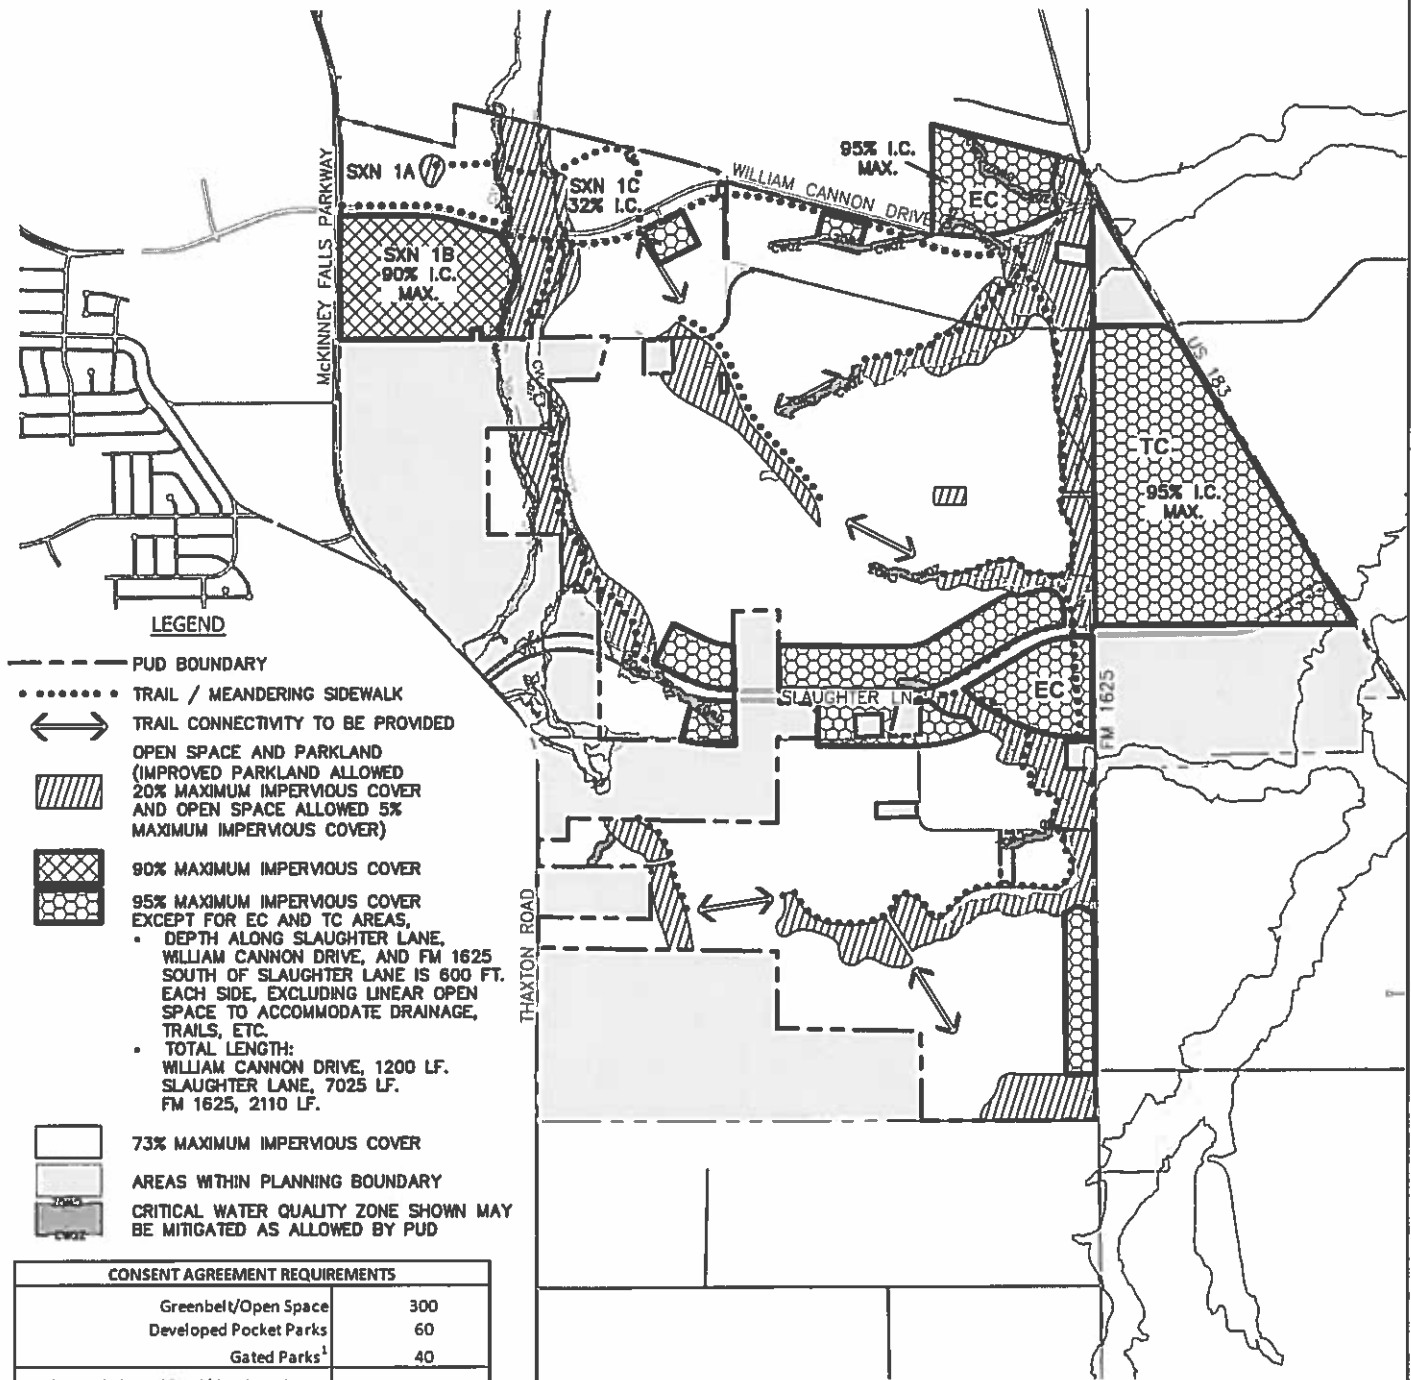 95% I.C.
MAX.
EC
WILLIAM CANNON DRIVE
SXN 1A
SXN 1C
32% I.C.
McKINNEY FALLS PARKWAY
SXN 1B
90% I.C.
MAX.
US 183
TC
95% I.C.
MAX.
SLAUGHTER LN
EC
FM 1625
THAXTON ROAD
CWQZ
CWQZ
LEGEND
PUD BOUNDARY
TRAIL / MEANDERING SIDEWALK
TRAIL CONNECTIVITY TO BE PROVIDED
OPEN SPACE AND PARKLAND
(IMPROVED PARKLAND ALLOWED
20% MAXIMUM IMPERVIOUS COVER
AND OPEN SPACE ALLOWED 5%
MAXIMUM IMPERVIOUS COVER)
90% MAXIMUM IMPERVIOUS COVER
95% MAXIMUM IMPERVIOUS COVER
EXCEPT FOR EC AND TC AREAS,
• DEPTH ALONG SLAUGHTER LANE,
WILLIAM CANNON DRIVE, AND FM 1625
SOUTH OF SLAUGHTER LANE IS 600 FT.
EACH SIDE, EXCLUDING LINEAR OPEN
SPACE TO ACCOMMODATE DRAINAGE,
TRAILS, ETC.
• TOTAL LENGTH:
WILLIAM CANNON DRIVE, 1200 LF.
SLAUGHTER LANE, 7025 LF.
FM 1625, 2110 LF.
73% MAXIMUM IMPERVIOUS COVER
AREAS WITHIN PLANNING BOUNDARY
CRITICAL WATER QUALITY ZONE SHOWN MAY
BE MITIGATED AS ALLOWED BY PUD
CWQZ
CONSENT AGREEMENT REQUIREMENTS
Greenbelt/Open Space 300
Developed Pocket Parks 60
Gated Parks¹ 40